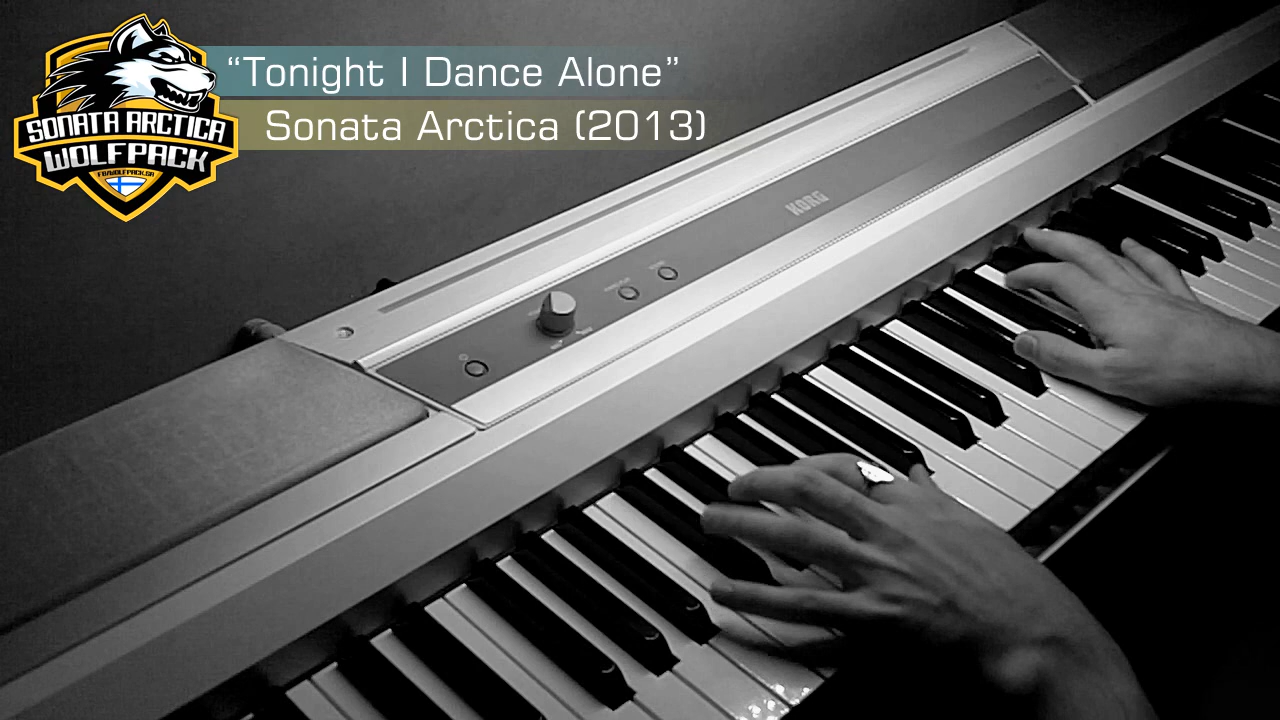 “Tonight I Dance Alone”
Sonata Arctica (2013)
SONATA ARCTICA
WOLFPACK
KORG